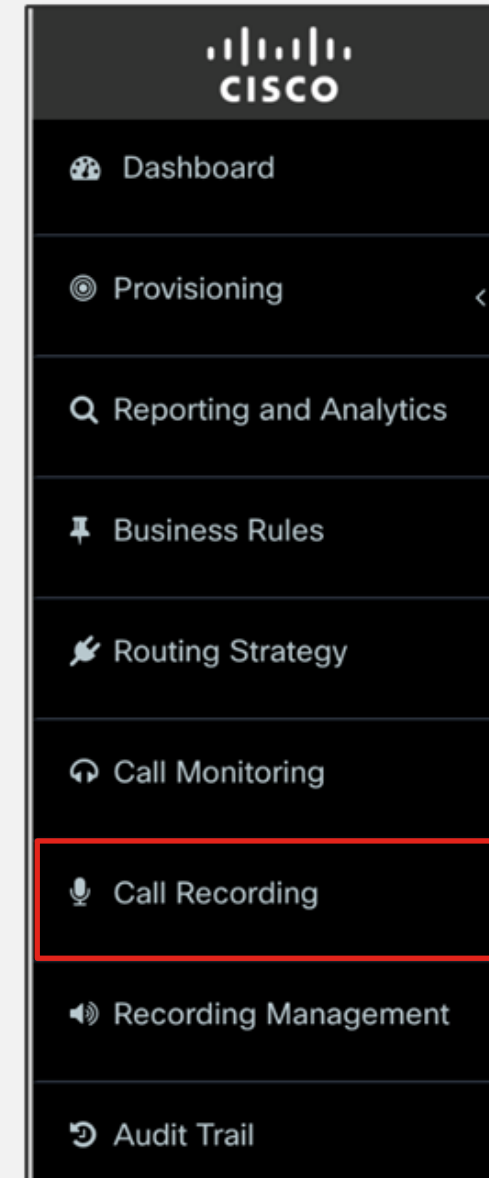 CISCO
Dashboard
Provisioning
Reporting and Analytics
Business Rules
Routing Strategy
Call Monitoring
Call Recording
Recording Management
Audit Trail